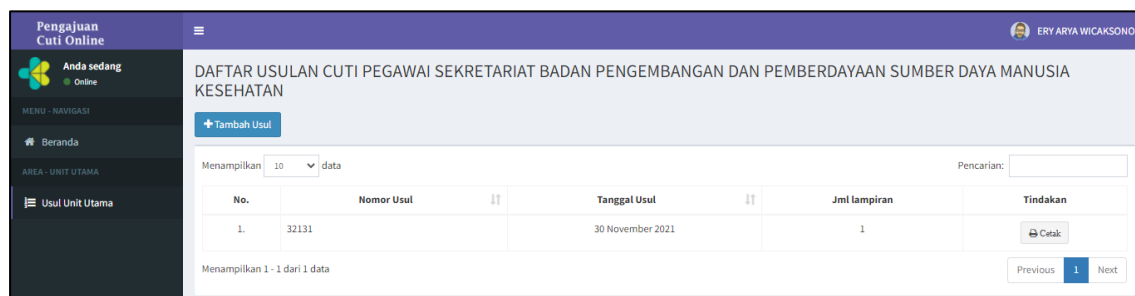 Pengajuan
Cuti Online
ERY ARYA WICAKSONO
Anda sedang
Online
MENU - NAVIGASI
Beranda
AREA - UNIT UTAMA
Usul Unit Utama
DAFTAR USULAN CUTI PEGAWAI SEKRETARIAT BADAN PENGEMBANGAN DAN PEMBERDAYAAN SUMBER DAYA MANUSIA
KESEHATAN
Tambah Usul
Menampilkan 10 data Pencarian:
No. Nomor Usul Tanggal Usul Jml lampiran Tindakan
1. 32131 30 November 2021 1 Cetak
Menampilkan 1 - 1 dari 1 data Previous 1 Next